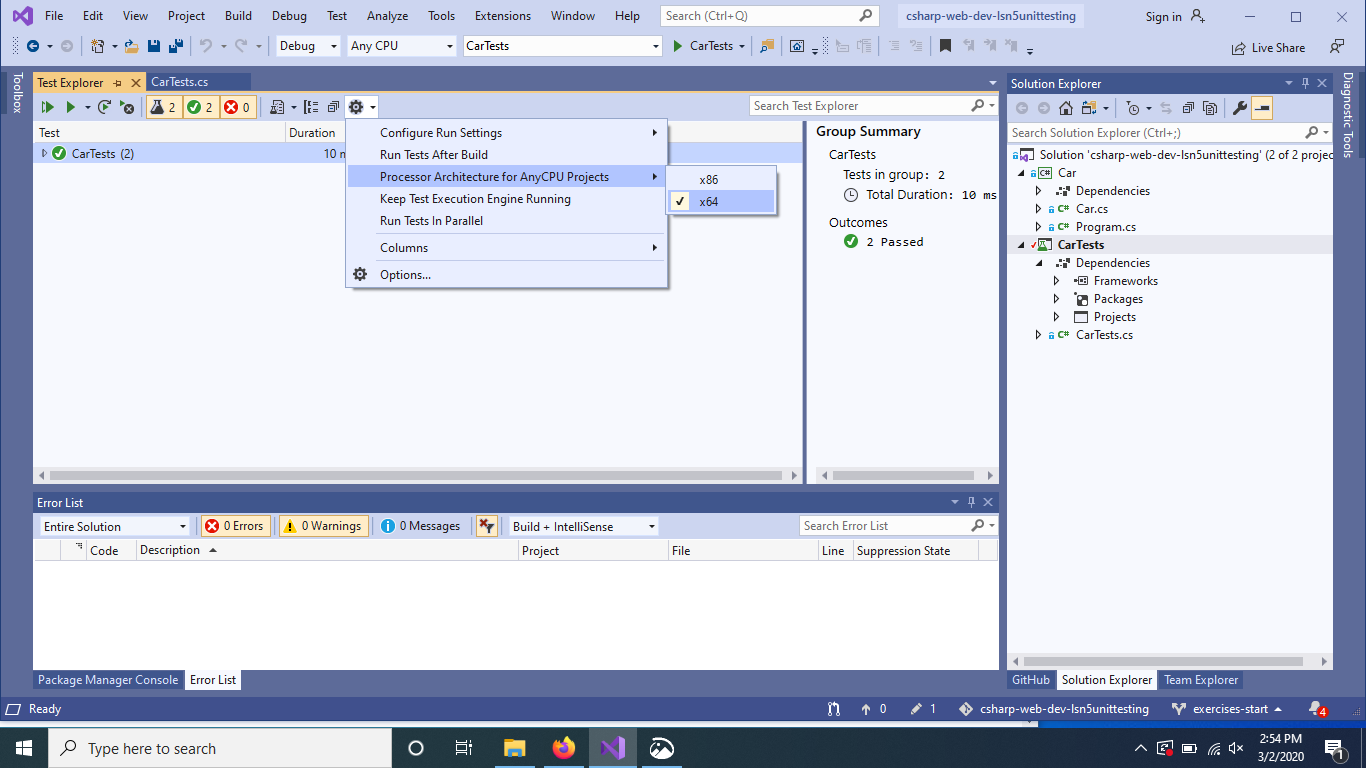 File Edit View Project Build Debug Test Analyze Tools Extensions Window Help Search (Ctrl+Q) csharp-web-dev-lsn5unittesting Sign in
Debug Any CPU CarTests CarTests Live Share
Toolbox
Test Explorer CarTests.cs
2 2 0 Search Test Explorer
Test Duration
CarTests (2) 10 m
Configure Run Settings
Run Tests After Build
Processor Architecture for AnyCPU Projects
Keep Test Execution Engine Running
Run Tests In Parallel
Columns
Options...
x86
x64
Group Summary
CarTests
Tests in group: 2
Total Duration: 10 ms
Outcomes
2 Passed
Solution Explorer
Search Solution Explorer (Ctrl+;)
Solution 'csharp-web-dev-lsn5unittesting' (2 of 2 projec
C# Car
Dependencies
C# Car.cs
C# Program.cs
CarTests
Dependencies
Frameworks
Packages
Projects
C# CarTests.cs
Diagnostic Tools
Error List
Entire Solution 0 Errors 0 Warnings 0 Messages Build + IntelliSense Search Error List
Code Description Project File Line Suppression State
Package Manager Console Error List
GitHub Solution Explorer Team Explorer
Ready 0 1 csharp-web-dev-lsn5unittesting exercises-start 4
Type here to search
2:54 PM
3/2/2020
1